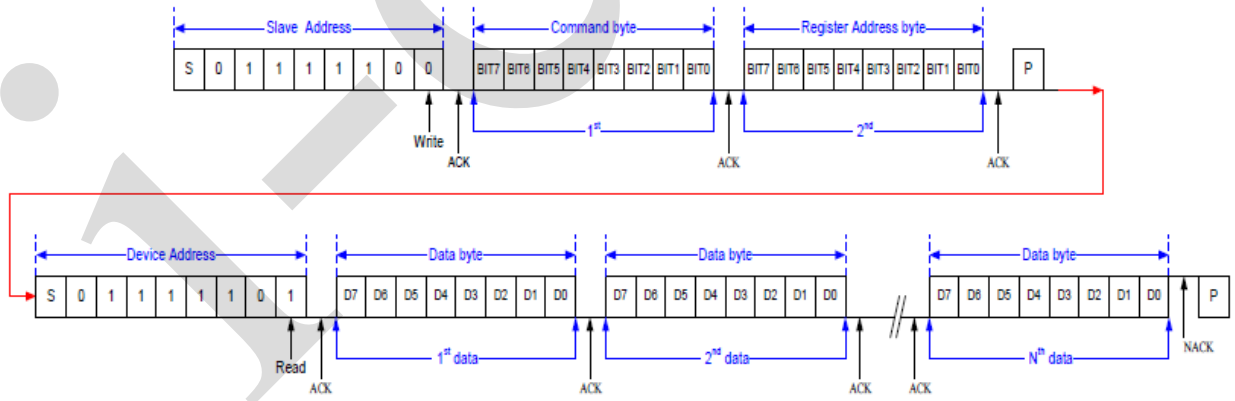 Slave Address Command byte Register Address byte
S 0 1 1 1 1 1 0 0 BIT7 BIT6 BIT5 BIT4 BIT3 BIT2 BIT1 BIT0 BIT7 BIT6 BIT5 BIT4 BIT3 BIT2 BIT1 BIT0 P
1st 2nd
Write ACK ACK ACK
Device Address Data byte Data byte Data byte
S 0 1 1 1 1 1 0 1 D7 D6 D5 D4 D3 D2 D1 D0 D7 D6 D5 D4 D3 D2 D1 D0 // D7 D6 D5 D4 D3 D2 D1 D0 P
1st data 2nd data Nth data NACK
Read ACK ACK ACK ACK